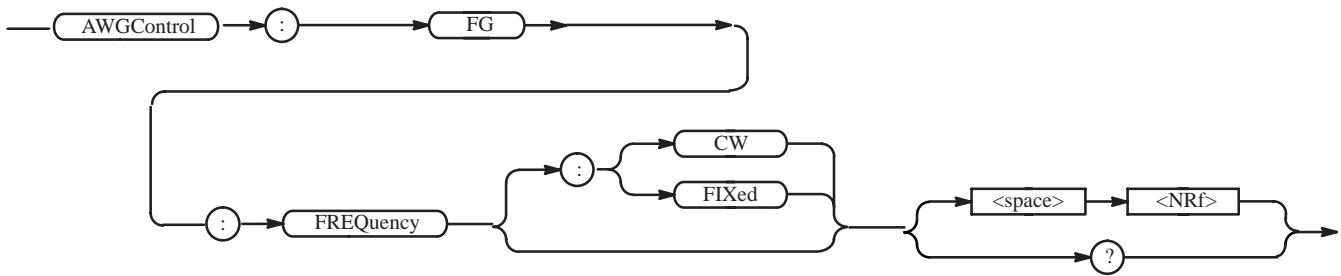 AWGControl : FG
: FREQuency : CW
FIXed
<space> <NRf>
?